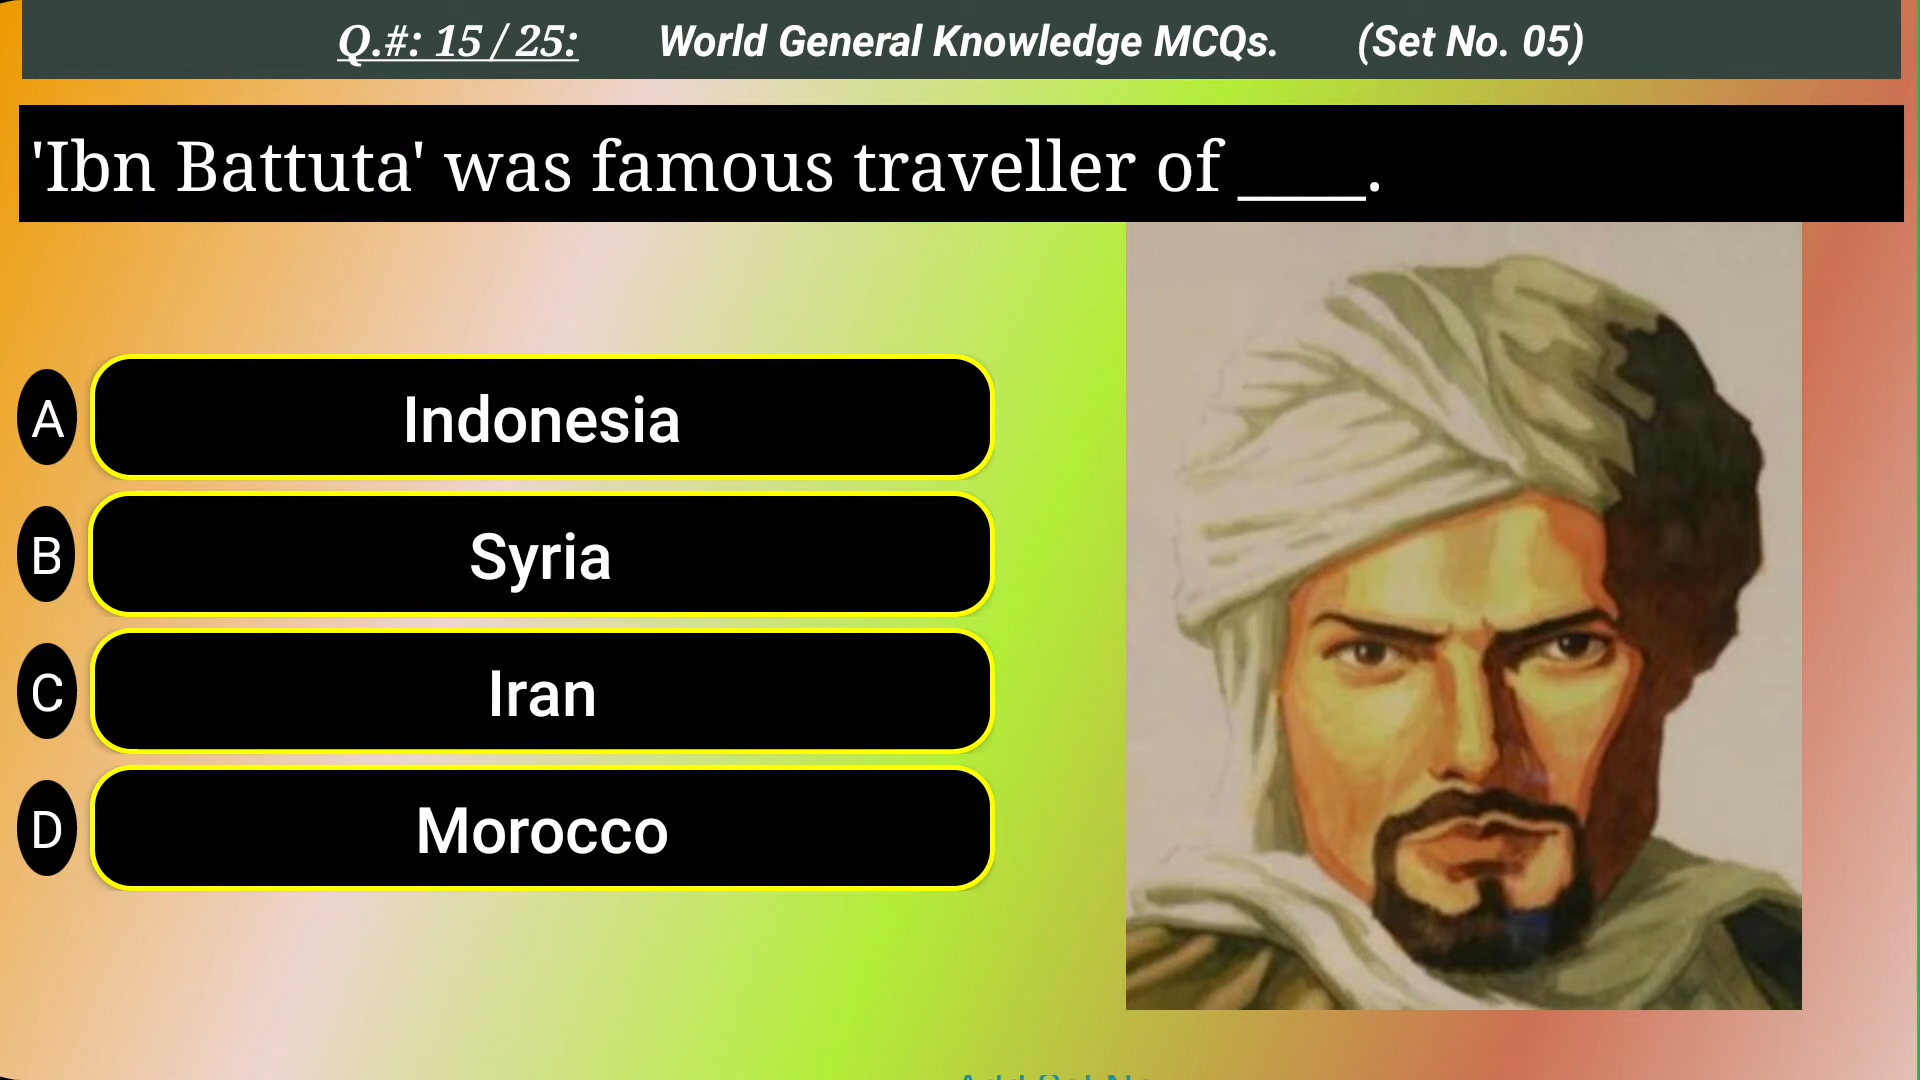 Q.#: 15 / 25: World General Knowledge MCQs. (Set No. 05)
'Ibn Battuta' was famous traveller of ____.
A Indonesia
B Syria
C Iran
D Morocco